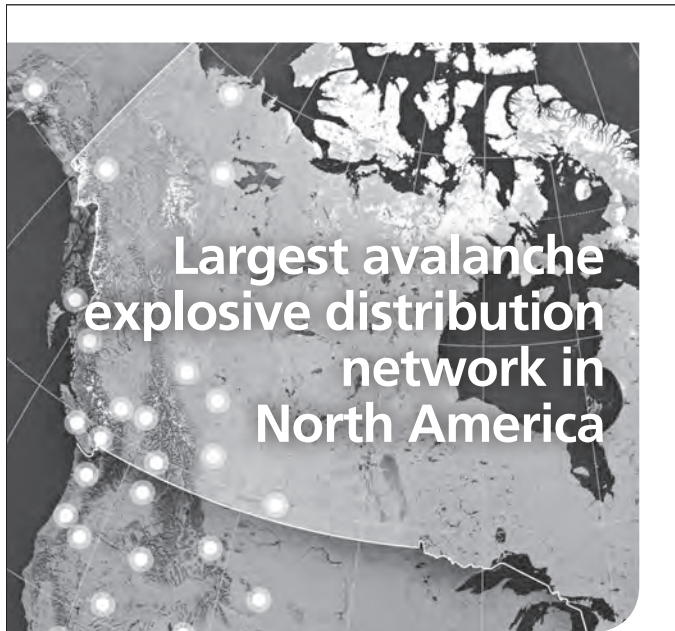 Largest avalanche
explosive distribution
network in
North America